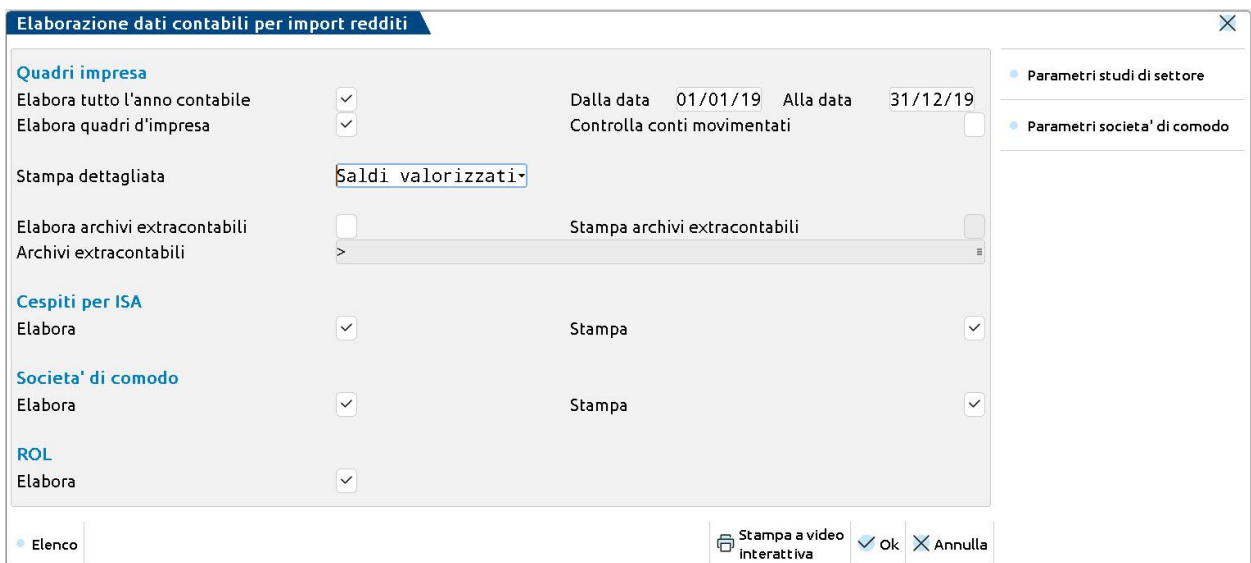 Elaborazione dati contabili per import redditi
Quadri impresa
Elabora tutto l'anno contabile Dalla data 01/01/19 Alla data 31/12/19
Elabora quadri d'impresa Controlla conti movimentati
Stampa dettagliata Saldi valorizzati
Elabora archivi extracontabili Stampa archivi extracontabili
Archivi extracontabili >
Cespiti per ISA
Elabora Stampa
Societa' di comodo
Elabora Stampa
ROL
Elabora
Parametri studi di settore
Parametri societa' di comodo
Elenco
Stampa a video
interattiva
Ok
Annulla